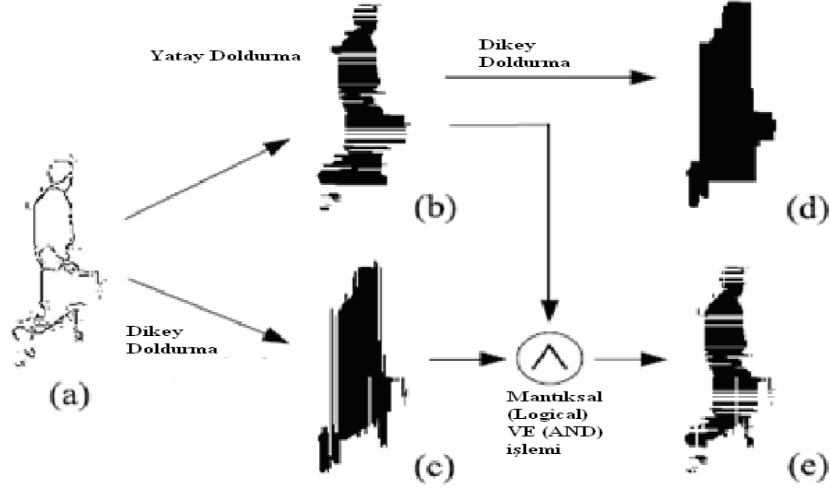 Yatay Doldurma
Dikey
Doldurma
(b)
(d)
(a)
Dikey
Doldurma
(c)
Mantıksal
(Logical)
VE (AND)
işlemi
(e)